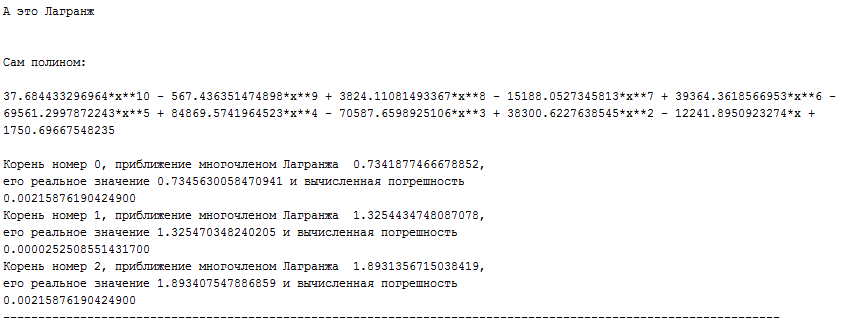 А это Лагранж
Сам полином:
37.684433296964*x**10 - 567.436351474898*x**9 + 3824.11081493367*x**8 - 15188.0527345813*x**7 + 39364.3618566953*x**6 -
69561.2997872243*x**5 + 84869.5741964523*x**4 - 70587.6598925106*x**3 + 38300.6227638545*x**2 - 12241.8950923274*x +
1750.69667548235
Корень номер 0, приближение многочленом Лагранжа  0.7341877466678852,
его реальное значение 0.7345630058470941 и вычисленная погрешность
0.00215876190424900
Корень номер 1, приближение многочленом Лагранжа  1.3254434748087078,
его реальное значение 1.325470348240205 и вычисленная погрешность
0.0000252508551431700
Корень номер 2, приближение многочленом Лагранжа  1.8931356715038419,
его реальное значение 1.893407547886859 и вычисленная погрешность
0.00215876190424900
---------------------------------------------------------------------------------------------------------------